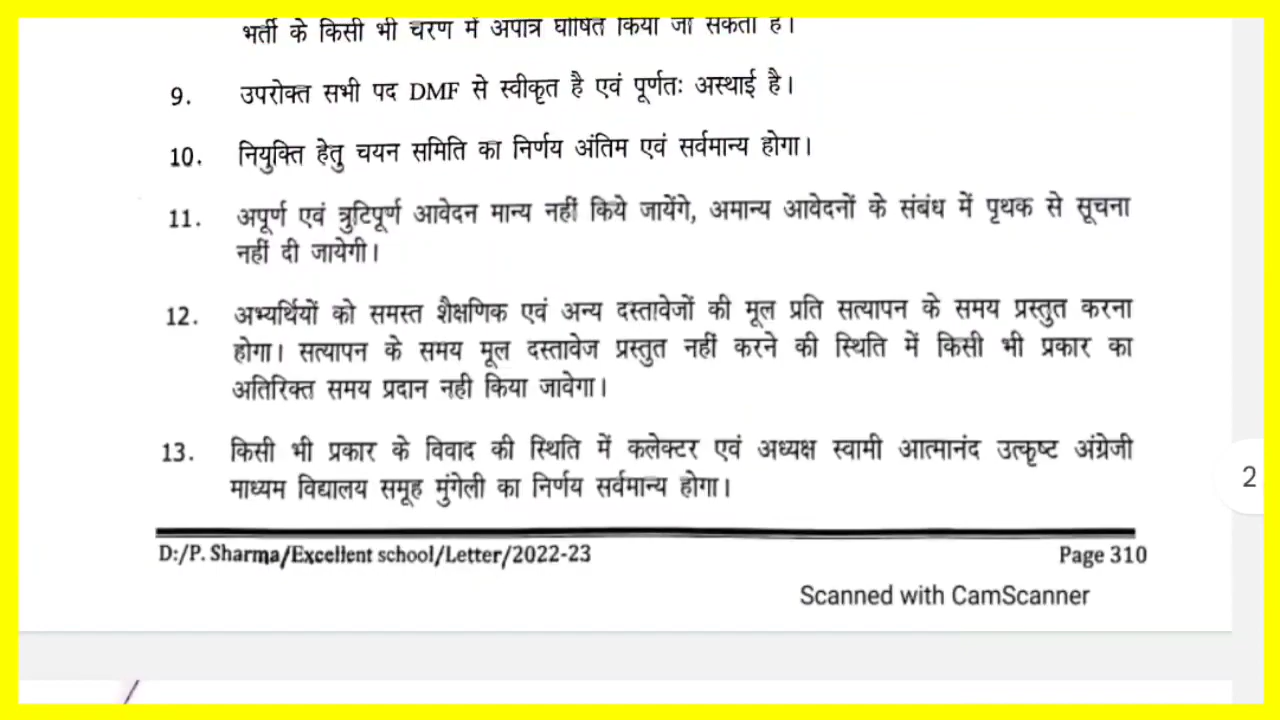 भर्ती के किसी भी चरण में अपात्र घोषित किया जा सकता है।
9. उपरोक्त सभी पद DMF से स्वीकृत है एवं पूर्णतः अस्थाई है।
10. नियुक्ति हेतु चयन समिति का निर्णय अंतिम एवं सर्वमान्य होगा।
11. अपूर्ण एवं त्रुटिपूर्ण आवेदन मान्य नहीं किये जायेंगे, अमान्य आवेदनों के संबंध में पृथक से सूचना
नहीं दी जायेगी।
12. अभ्यर्थियों को समस्त शैक्षणिक एवं अन्य दस्तावेजों की मूल प्रति सत्यापन के समय प्रस्तुत करना
होगा। सत्यापन के समय मूल दस्तावेज प्रस्तुत नहीं करने की स्थिति में किसी भी प्रकार का
अतिरिक्त समय प्रदान नही किया जावेगा।
13. किसी भी प्रकार के विवाद की स्थिति में कलेक्टर एवं अध्यक्ष स्वामी आत्मानंद उत्कृष्ट अंग्रेजी
माध्यम विद्यालय समूह मुंगेली का निर्णय सर्वमान्य होगा।
D:/P. Sharma/Excellent school/Letter/2022-23 Page 310
Scanned with CamScanner
2